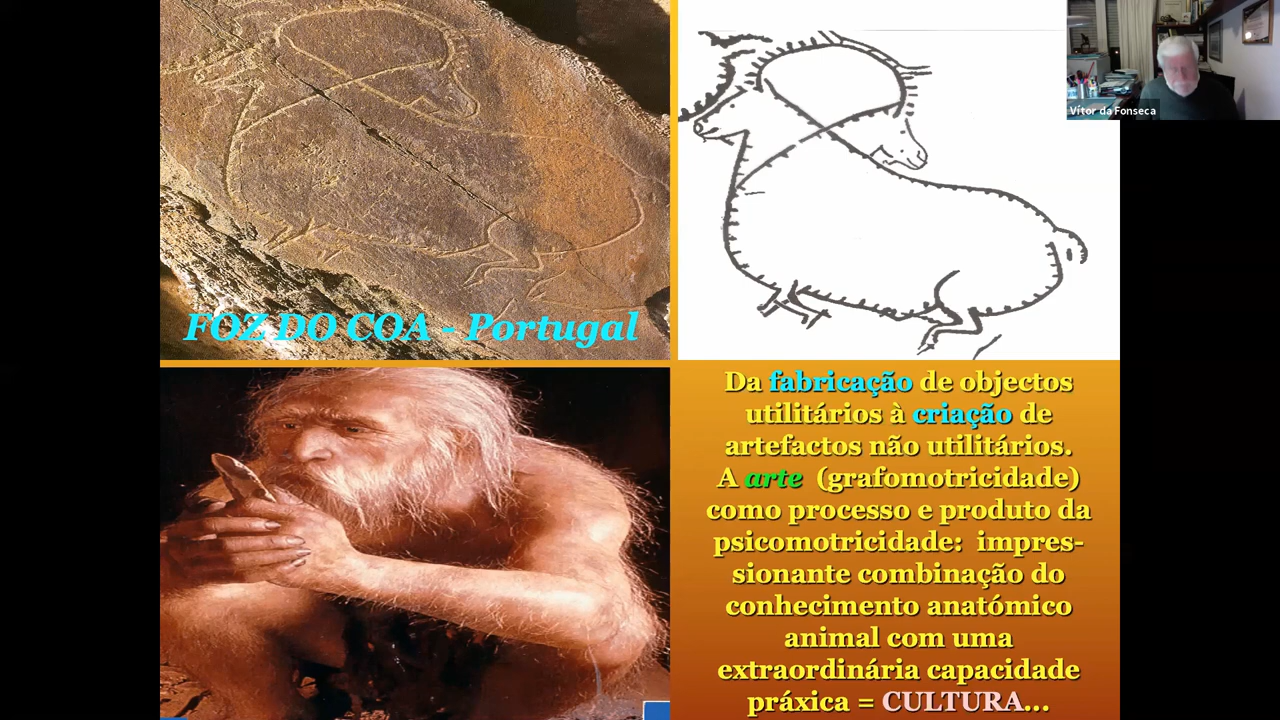 Vítor da Fonseca
FOZ DO COA - Portugal
Da fabricação de objectos
utilitários à criação de
artefactos não utilitários.
A arte (grafomotricidade)
como processo e produto da
psicomotricidade: impres-
sionante combinação do
conhecimento anatómico
animal com uma
extraordinária capacidade
práxica = CULTURA...